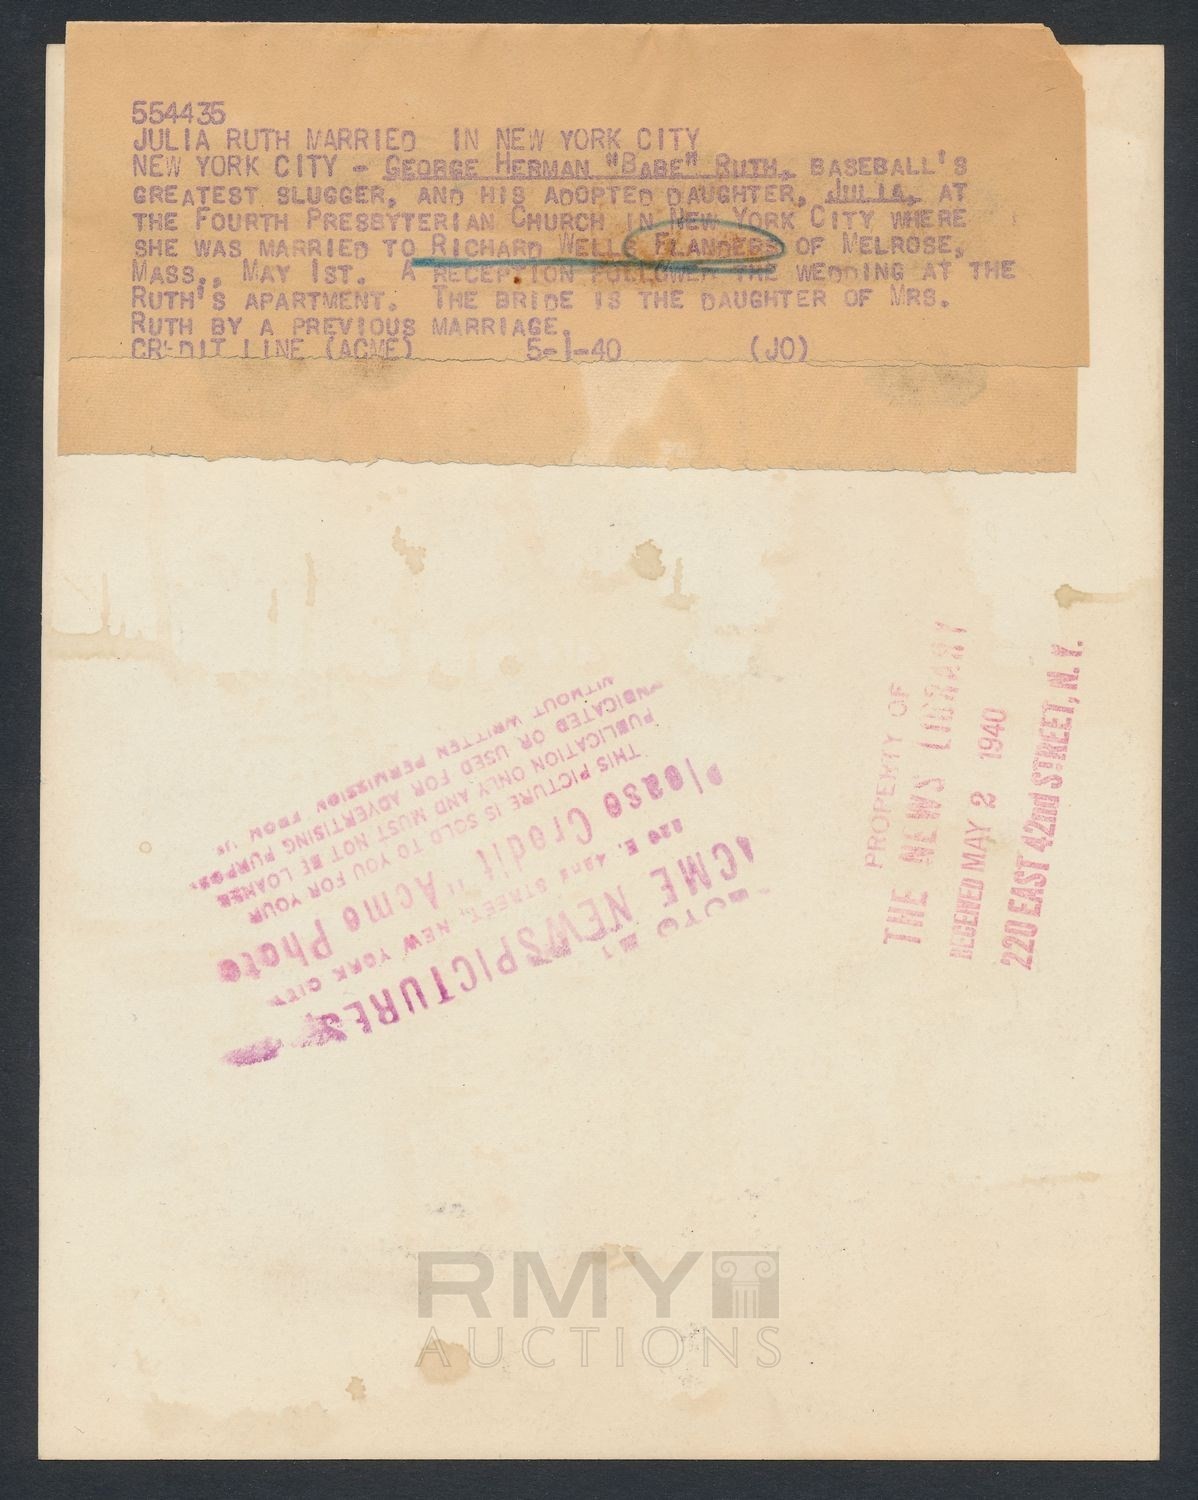 554435
JULIA RUTH MARRIED IN NEW YORK CITY
NEW YORK CITY - GEORGE HERMAN "BABE" RUTH, BASEBALL'S
GREATEST SLUGGER, AND HIS ADOPTED DAUGHTER, JULIA, AT
THE FOURTH PRESBYTERIAN CHURCH IN NEW YORK CITY WHERE
SHE WAS MARRIED TO RICHARD WELLS FLANDERS OF MELROSE,
MASS., MAY 1ST. A RECEPTION FOLLOWED THE WEDDING AT THE
RUTH'S APARTMENT. THE BRIDE IS THE DAUGHTER OF MRS.
RUTH BY A PREVIOUS MARRIAGE.
CREDIT LINE (ACME) 5-1-40 (JO)
PROPERTY OF
THE NEWS LIBRARY
RECEIVED MAY 2 1940
220 EAST 42nd STREET, N.Y.
ACME NEWSPICTURES
220 E. 42nd STREET, NEW YORK CITY
Please Credit "Acme Photo
THIS PICTURE IS SOLD TO YOU FOR YOUR
PUBLICATION ONLY AND MUST NOT BE LOANED
INDICATED OR USED FOR ADVERTISING PURPOS
WITHOUT WRITTEN PERMISSION FROM US
RMY
AUCTIONS